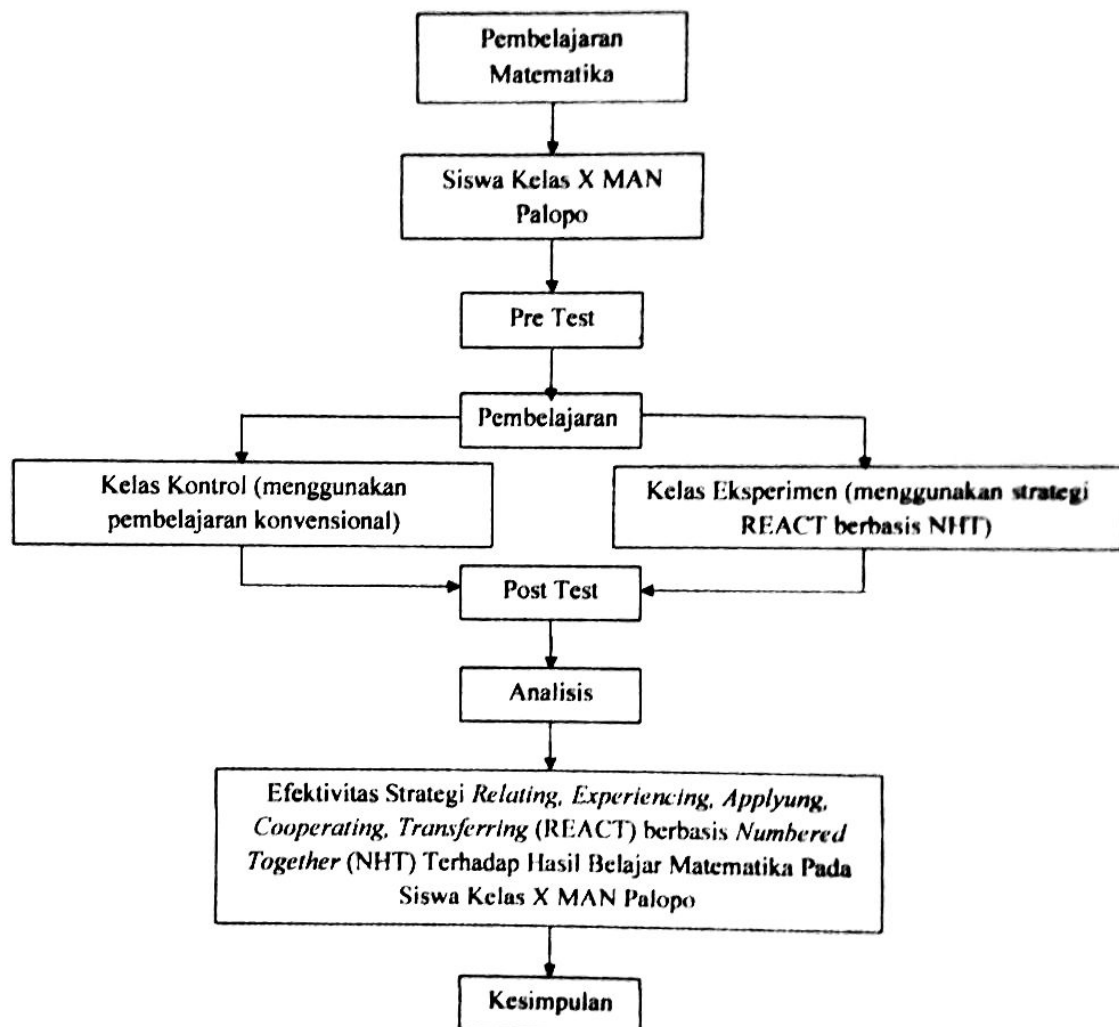 Pembelajaran
Matematika
Siswa Kelas X MAN
Palopo
Pre Test
Pembelajaran
Kelas Kontrol (menggunakan
pembelajaran konvensional)
Kelas Eksperimen (menggunakan strategi
REACT berbasis NHT)
Post Test
Analisis
Efektivitas Strategi Relating, Experiencing, Applyung,
Cooperating, Transferring (REACT) berbasis Numbered
Together (NHT) Terhadap Hasil Belajar Matematika Pada
Siswa Kelas X MAN Palopo
Kesimpulan